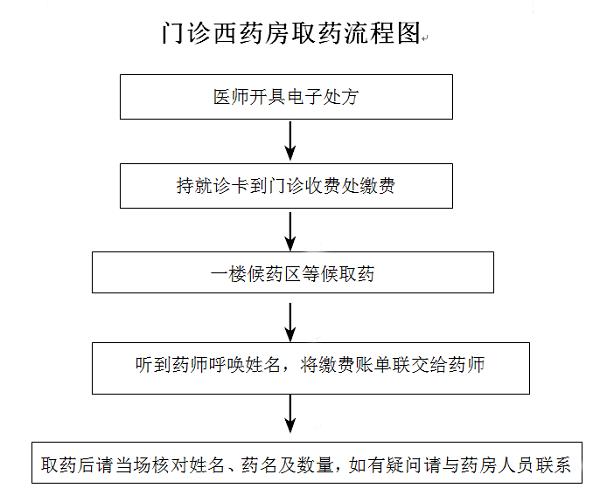 门诊西药房取药流程图
医师开具电子处方
持就诊卡到门诊收费处缴费
一楼候药区等候取药
听到药师呼唤姓名，将缴费账单联交给药师
取药后请当场核对姓名、药名及数量，如有疑问请与药房人员联系